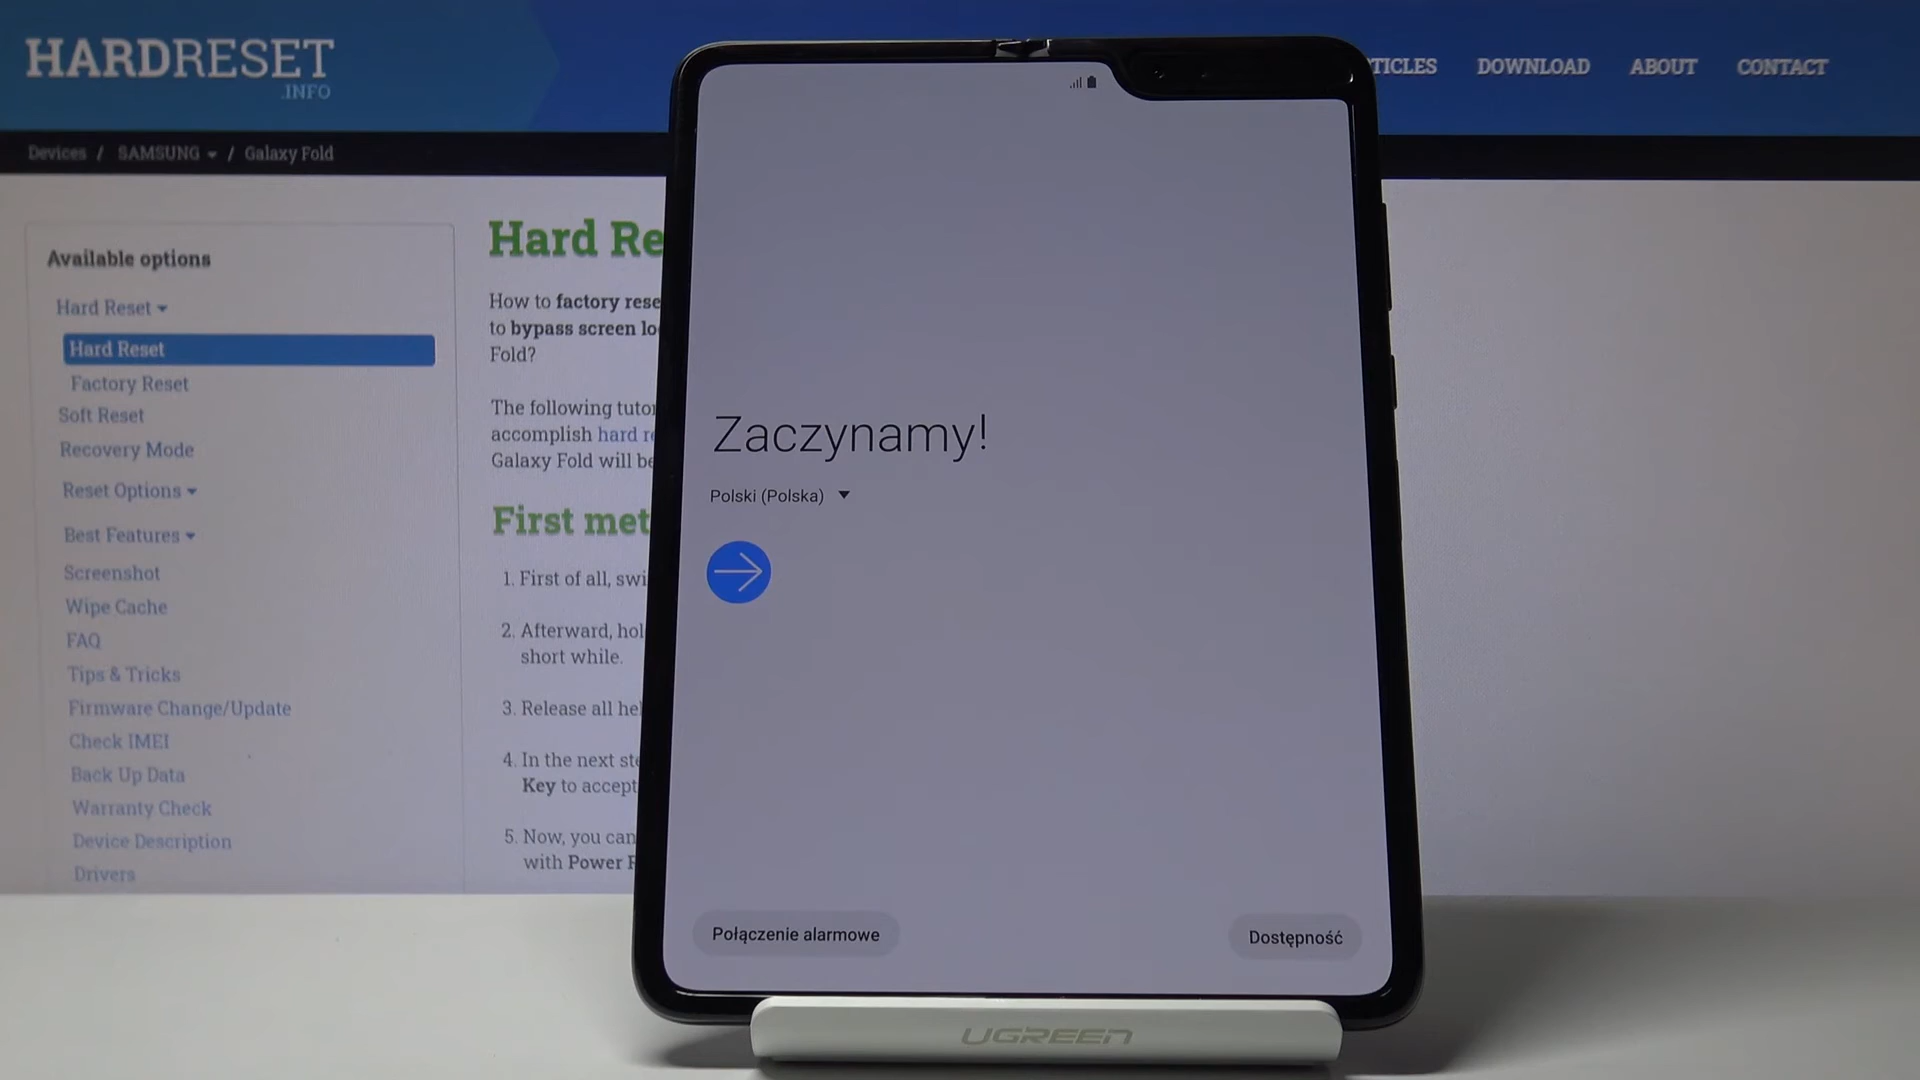 HARDRESET
.INFO
TICLES
DOWNLOAD
ABOUT
CONTACT
Devices / SAMSUNG / Galaxy Fold
Available options
Hard Reset
Hard Reset
Factory Reset
Soft Reset
Recovery Mode
Reset Options
Best Features
Screenshot
Wipe Cache
FAQ
Tips & Tricks
Firmware Change/Update
Check IMEI
Back Up Data
Warranty Check
Device Description
Drivers
Hard Re
How to factory rese
to bypass screen lo
Fold?
The following tutor
accomplish hard re
Galaxy Fold will be
First met
1. First of all, swi
2. Afterward, hol
short while.
3. Release all hel
4. In the next ste
Key to accept
5. Now, you can
with Power
Zaczynamy!
Polski (Polska)
Połączenie alarmowe
Dostępność
UGREEN